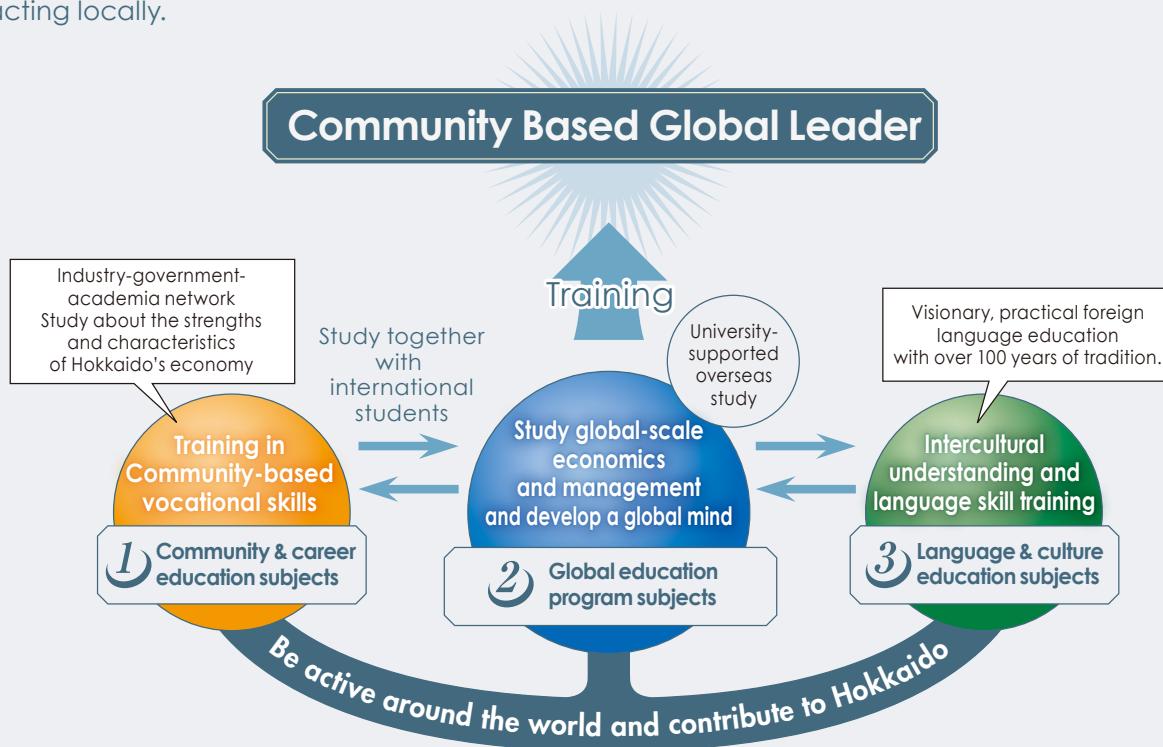 acting locally.
Community Based Global Leader
Training
Industry-government-
academia network
Study about the strengths
and characteristics
of Hokkaido's economy
Study together
with
international
students
University-
supported
overseas
study
Visionary, practical foreign
language education
with over 100 years of tradition.
Training in
Community-based
vocational skills
1 Community & career
education subjects
Study global-scale
economics
and management
and develop a global mind
2 Global education
program subjects
Intercultural
understanding and
language skill training
3 Language & culture
education subjects
Be active around the world and contribute to Hokkaido